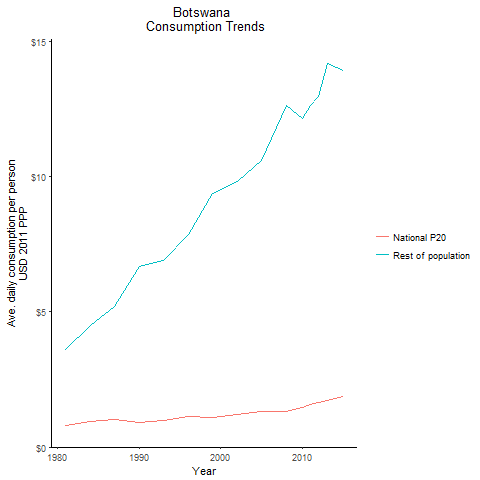 Botswana
Consumption Trends
$15
$10
$5
$0
Ave. daily consumption per person
USD 2011 PPP
1980
1990
2000
2010
Year
National P20
Rest of population